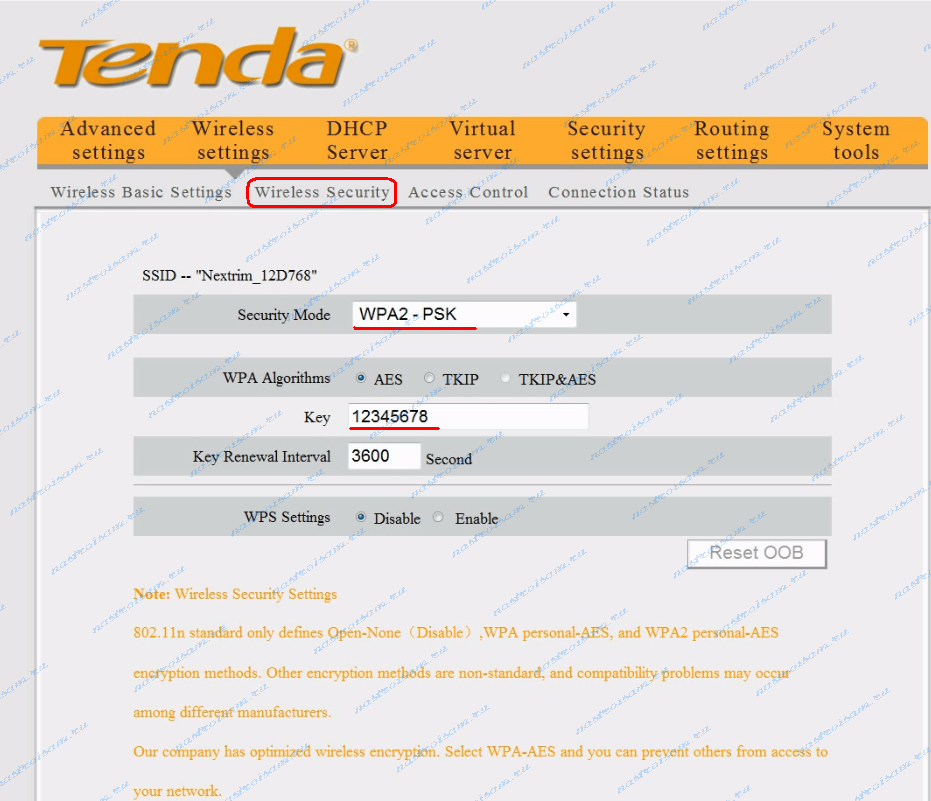 Tenda®
Advanced settings
Wireless settings
DHCP Server
Virtual server
Security settings
Routing settings
System tools
Wireless Basic Settings Wireless Security Access Control Connection Status
SSID -- "Nextrim_12D768"
Security Mode WPA2 - PSK
WPA Algorithms AES TKIP TKIP&AES
Key 12345678
Key Renewal Interval 3600 Second
WPS Settings Disable Enable
Reset OOB
Note: Wireless Security Settings
802.11n standard only defines Open-None（Disable）,WPA personal-AES, and WPA2 personal-AES
encryption methods. Other encryption methods are non-standard, and compatibility problems may occur
among different manufacturers.
Our company has optimized wireless encryption. Select WPA-AES and you can prevent others from access to
your network.
nastroisam.ru